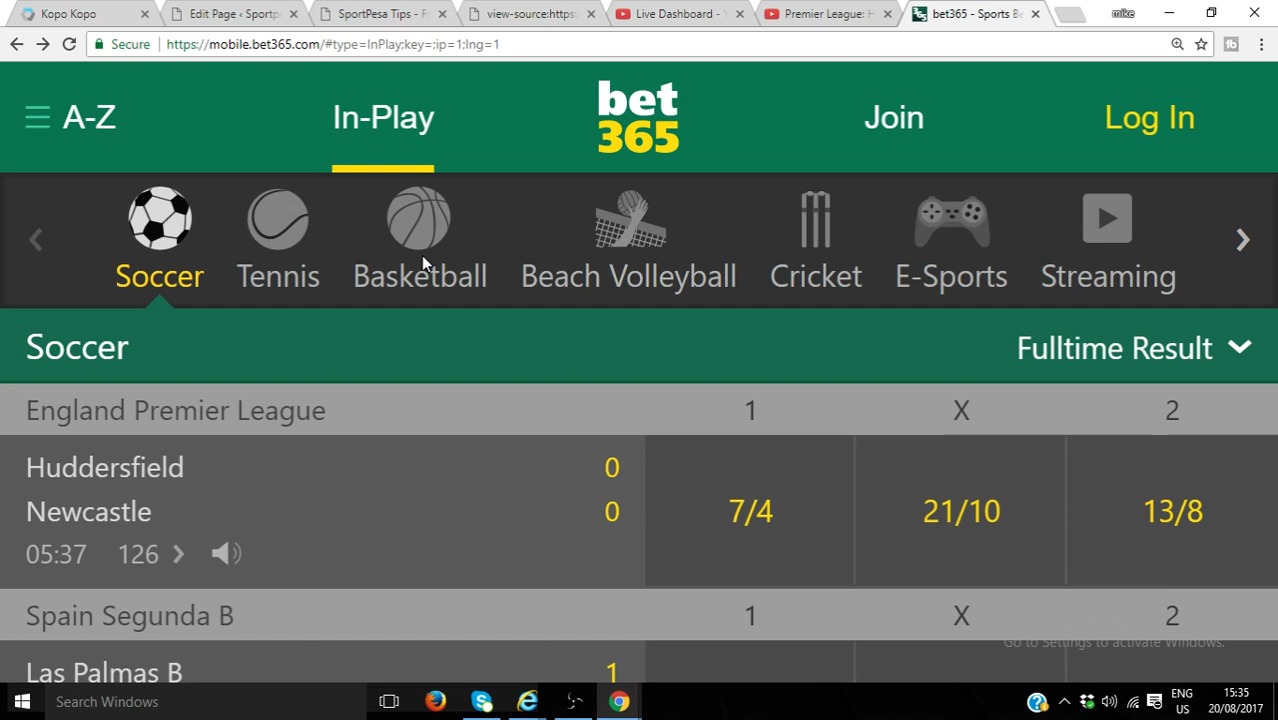 Kopo Kopo
Edit Page ‹ Sportp
SportPesa Tips - F
view-source:https:
Live Dashboard - Y
Premier League: H
bet365 - Sports Be
mike
Secure
https://mobile.bet365.com/#type=InPlay;key=;ip=1;lng=1
A-Z
In-Play
bet
365
Join
Log In
Soccer
Tennis
Basketball
Beach Volleyball
Cricket
E-Sports
Streaming
Soccer
Fulltime Result
England Premier League 1 X 2
Huddersfield 0
Newcastle 0
7/4 21/10 13/8
05:37 126
Spain Segunda B 1 X 2
Go to Settings to activate Windows.
Las Palmas B 1
Search Windows
ENG
US
15:35
20/08/2017